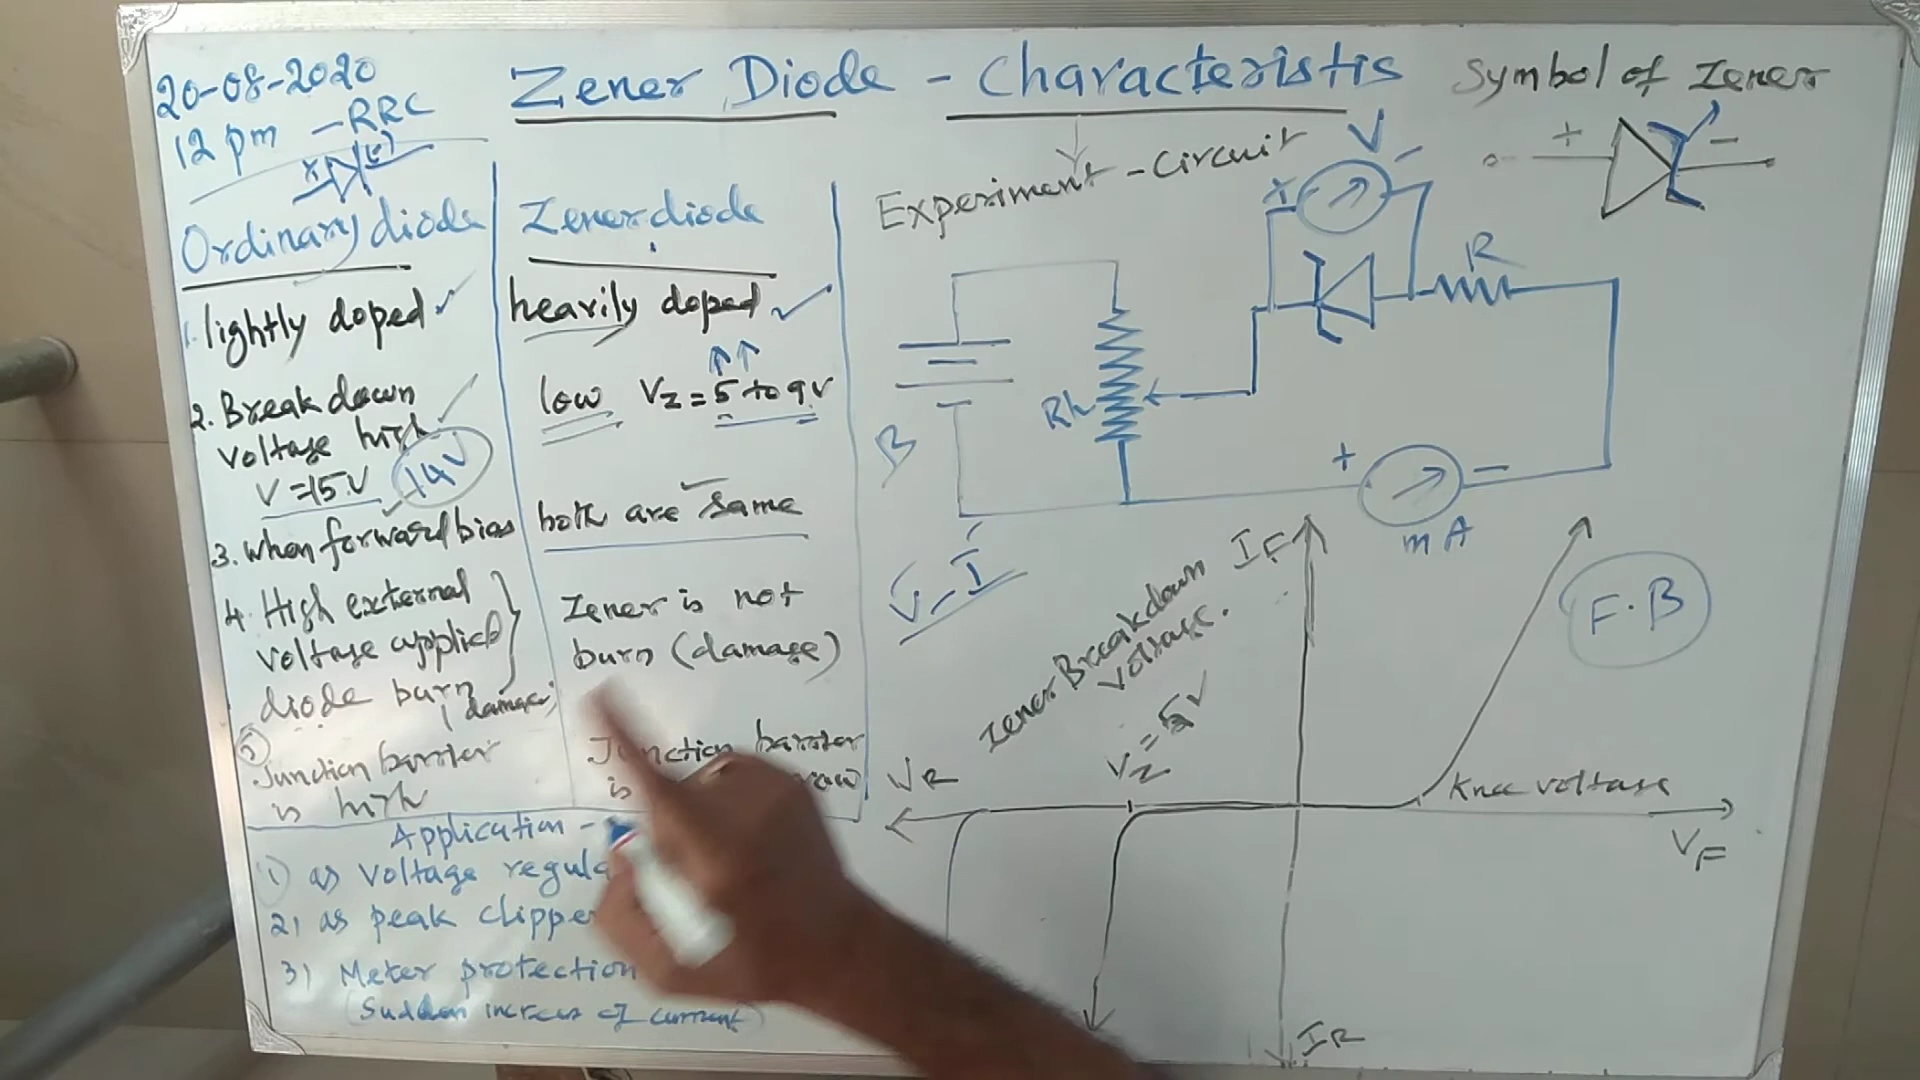 20-08-2020
12 pm - RRC
Zener Diode - Characteristis
Symbol of Zener
+ -
Ordinary diode
1. lightly doped ✓
2. Break down
voltage high
V=15V 14V
3. When forward bias
4. High external
voltage applied
diode burn
(damage)
5
Junction barrier
is high
Zener diode
heavily doped ✓
low Vz = 5 to 9V
both are same
Zener is not
burn (damage)
Junction barrier
is
Application -
1) as voltage regula
2) as peak clipper
3) Meter protection
(Sudden increas of current)
Experiment - Circuit
V
+ -
R
Rh
B
+ -
mA
V-I
Zener Breakdown
Voltage.
Vz = 5V
IF
F.B
Knee voltage
VR
VF
IR